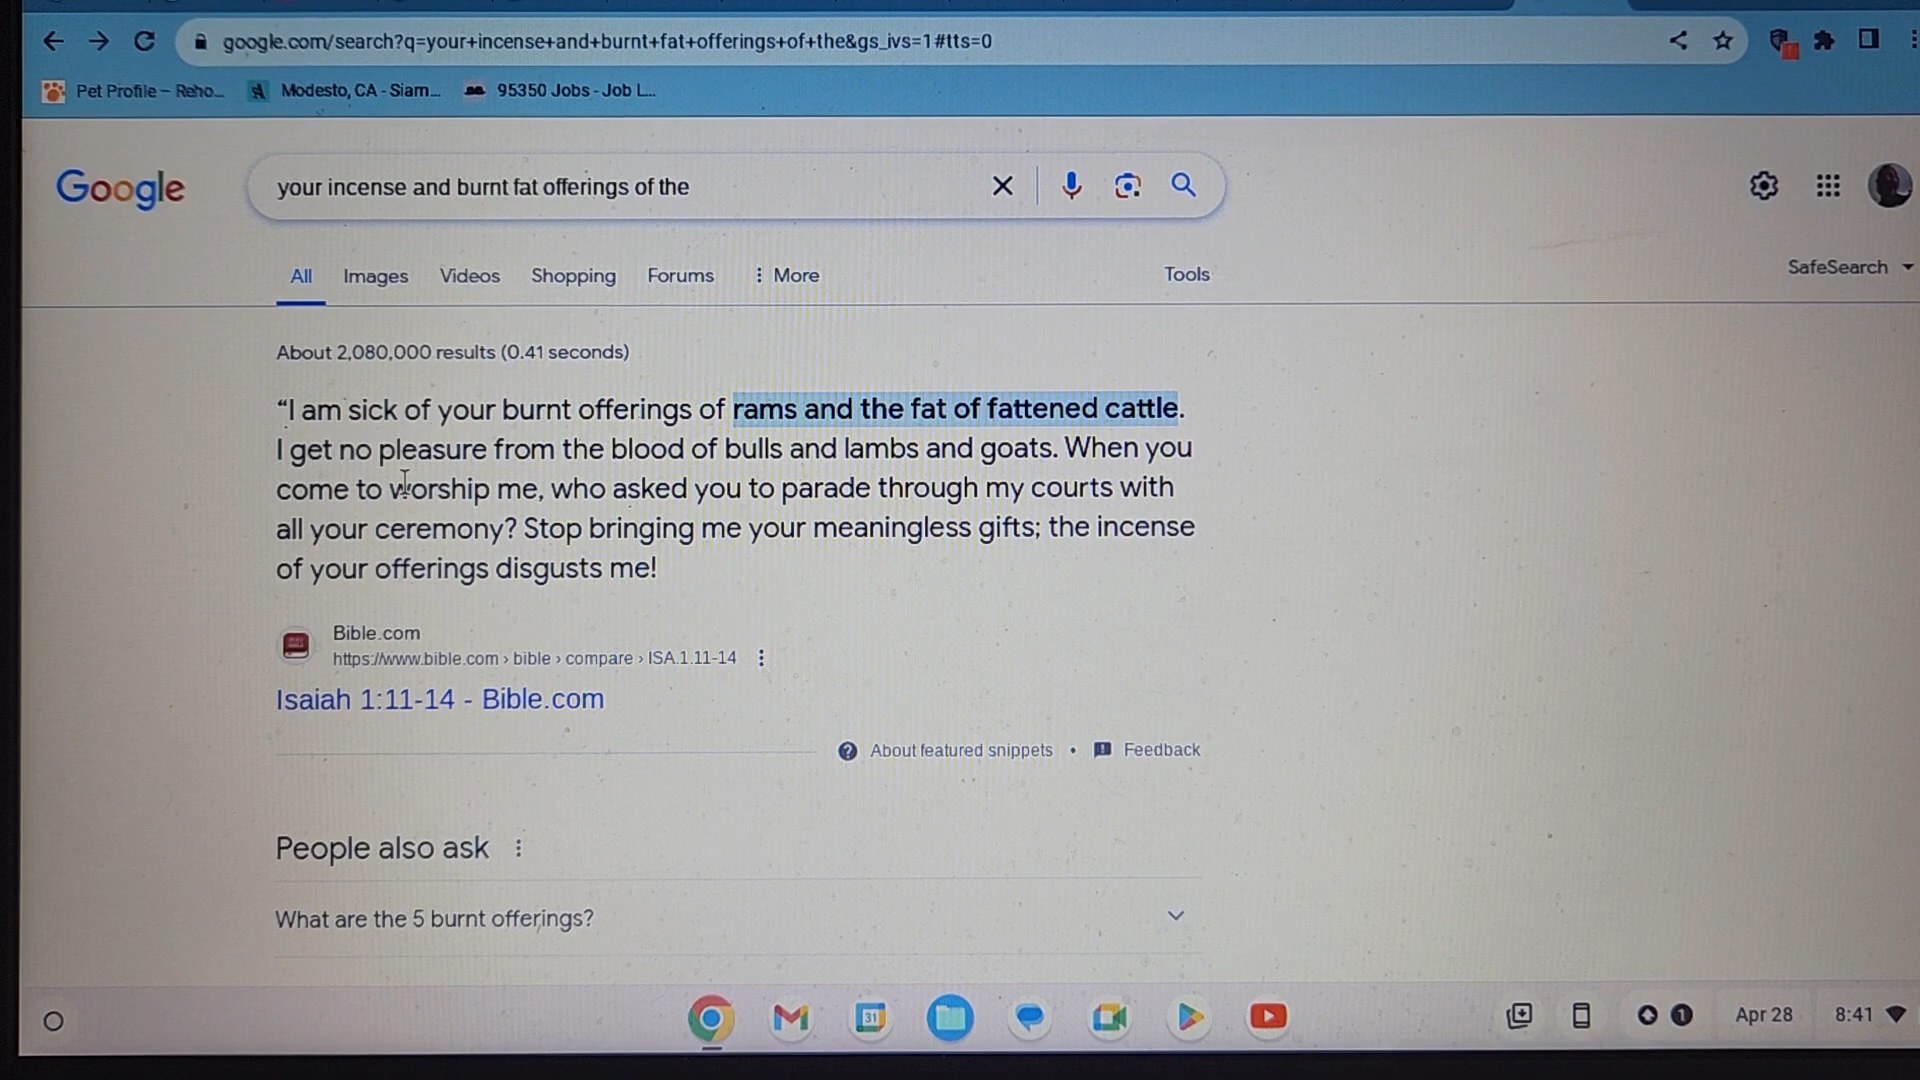 google.com/search?q=your+incense+and+burnt+fat+offerings+of+the&gs_ivs=1#tts=0
Pet Profile – Reho... Modesto, CA - Siam... 95350 Jobs - Job L...
Google your incense and burnt fat offerings of the
All Images Videos Shopping Forums More Tools SafeSearch
About 2,080,000 results (0.41 seconds)
“I am sick of your burnt offerings of rams and the fat of fattened cattle.
I get no pleasure from the blood of bulls and lambs and goats. When you
come to worship me, who asked you to parade through my courts with
all your ceremony? Stop bringing me your meaningless gifts; the incense
of your offerings disgusts me!
Bible.com
https://www.bible.com › bible › compare › ISA.1.11-14
Isaiah 1:11-14 - Bible.com
About featured snippets • Feedback
People also ask
What are the 5 burnt offerings?
31 1 Apr 28 8:41